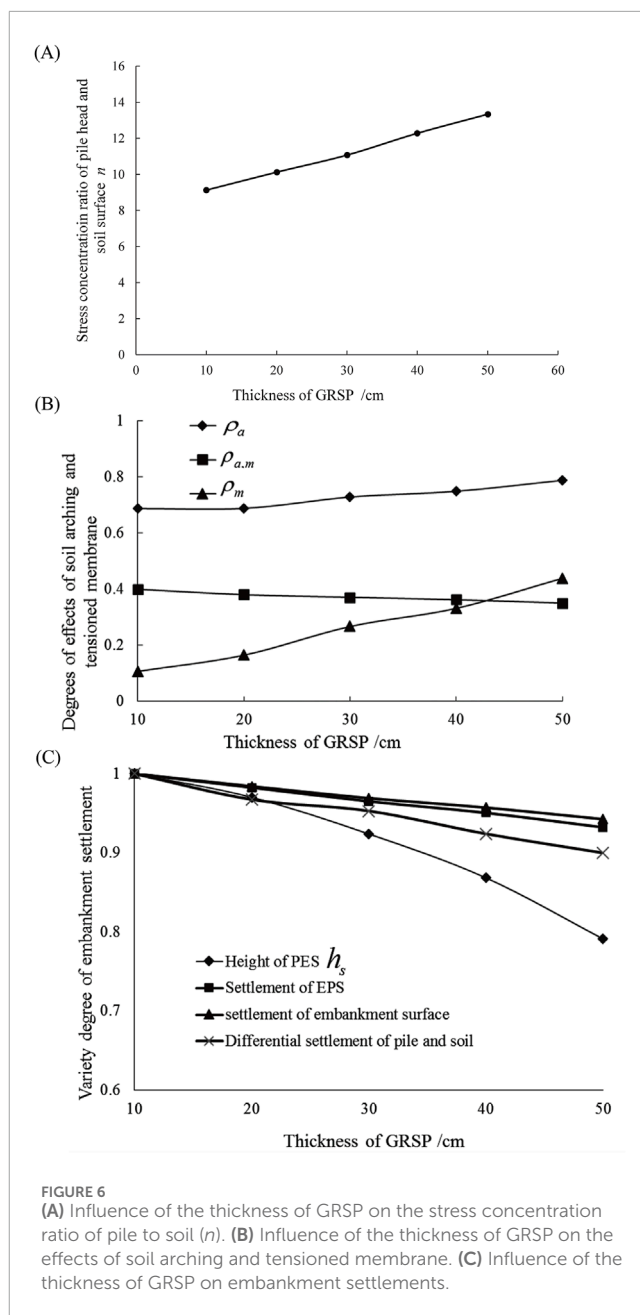 (A)
Stress concentratioin ratio of pile head and
soil surface n
16
14
12
10
8
6
4
2
0
0 10 20 30 40 50 60
Thickness of GRSP /cm
(B)
Degrees of effects of soil arching and
tensioned membrane
1
0.8
0.6
0.4
0.2
0
ρa
ρa,m
ρm
10 20 30 40 50
Thickness of GRSP /cm
(C)
Variety degree of embankment settlement
1
0.9
0.8
0.7
0.6
Height of PES hs
Settlement of EPS
settlement of embankment surface
Differential settlement of pile and soil
10 20 30 40 50
Thickness of GRSP /cm
FIGURE 6
(A) Influence of the thickness of GRSP on the stress concentration
ratio of pile to soil (n). (B) Influence of the thickness of GRSP on the
effects of soil arching and tensioned membrane. (C) Influence of the
thickness of GRSP on embankment settlements.